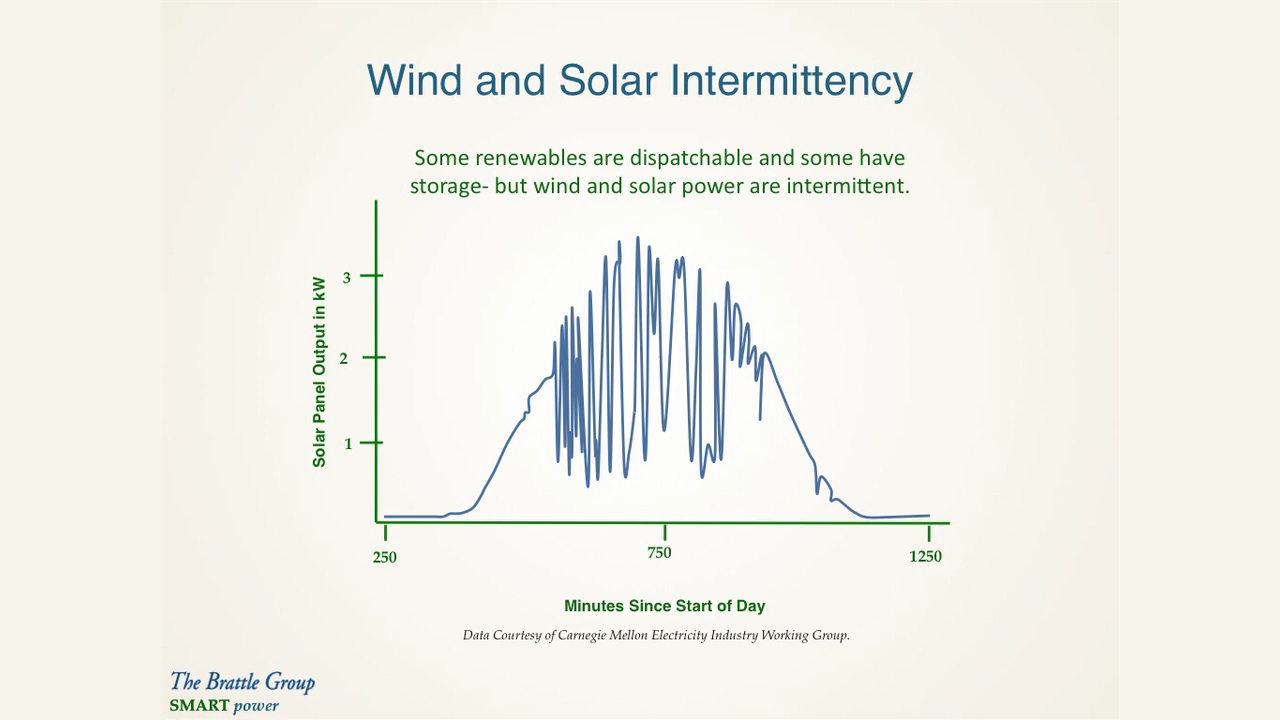 Wind and Solar Intermittency
Some renewables are dispatchable and some have
storage- but wind and solar power are intermittent.
Solar Panel Output in kW
3
2
1
250
750
1250
Minutes Since Start of Day
Data Courtesy of Carnegie Mellon Electricity Industry Working Group.
The Brattle Group
SMART power